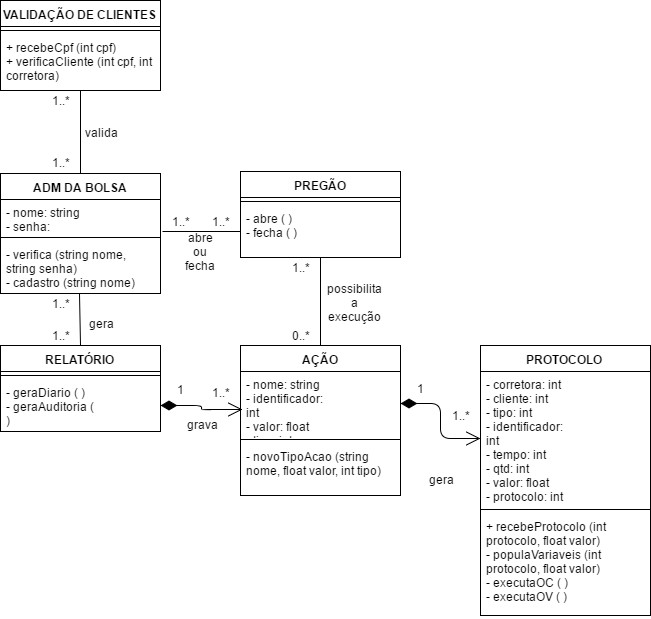 VALIDAÇÃO DE CLIENTES
+ recebeCpf (int cpf)
+ verificaCliente (int cpf, int
corretora)
1..*
valida
1..*
ADM DA BOLSA
- nome: string
- senha:
- verifica (string nome,
string senha)
- cadastro (string nome)
1..*
1..*
abre
ou
fecha
PREGÃO
- abre ( )
- fecha ( )
1..*
possibilita
a
execução
0..*
1..*
gera
1..*
RELATÓRIO
- geraDiario ( )
- geraAuditoria (
)
1
1..*
grava
AÇÃO
- nome: string
- identificador:
int
- valor: float
- novoTipoAcao (string
nome, float valor, int tipo)
1
1..*
gera
PROTOCOLO
- corretora: int
- cliente: int
- tipo: int
- identificador:
int
- tempo: int
- qtd: int
- valor: float
- protocolo: int
+ recebeProtocolo (int
protocolo, float valor)
- populaVariaveis (int
protocolo, float valor)
- executaOC ( )
- executaOV ( )